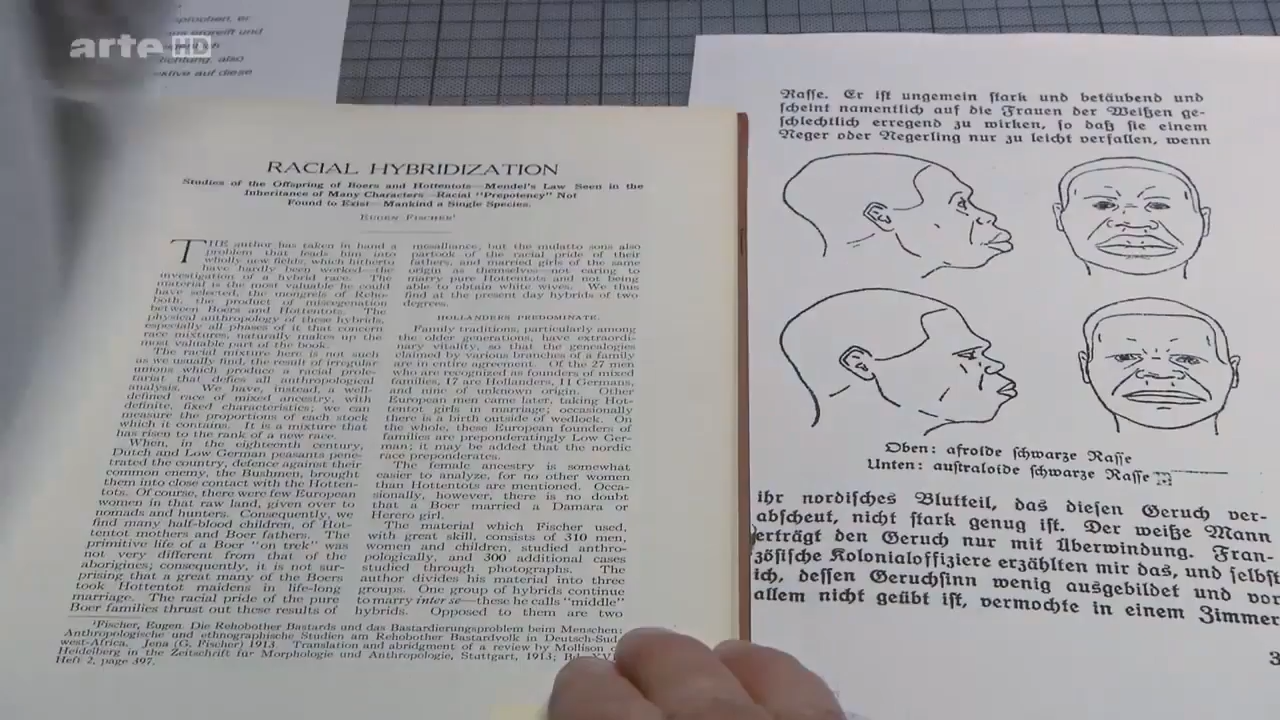 arte HD
sprochen, er
ergreift und
RACIAL HYBRIDIZATION
Studies of the Offspring of Boers and Hottentots—Mendel's Law Seen in the
Inheritance of Many Characters—Racial "Prepotency" Not
Found to Exist—Mankind a Single Species.
EUGEN FISCHER¹
THE author has taken in hand a
problem that leads him into
wholly new fields, which hitherto
have hardly been worked—the
investigation of a hybrid race. The
material is the most valuable he could
have selected, the mongrels of Reho-
both, the product of miscegenation
between Boers and Hottentots. The
physical anthropology of these hybrids,
especially all phases of it that concern
race mixtures, naturally makes up the
most valuable part of the book.
The racial mixture here is not such
as we usually find, the result of irregular
unions which produce a racial prole-
tariat that defies all anthropological
analysis. We have, instead, a well
defined race of mixed ancestry, with
definite, fixed characteristics; we can
measure the proportions of each stock
which it contains. It is a mixture that
has risen to the rank of a new race.
When, in the eighteenth century,
Dutch and Low German peasants pene-
trated the country, defence against their
common enemy, the Bushmen, brought
them into close contact with the Hotten-
tots. Of course, there were few European
women in that raw land, given over to
nomads and hunters. Consequently, we
find many half-blood children, of Hot-
tentot mothers and Boer fathers. The
primitive life of a Boer "on trek" was
not very different from that of the
aborigines; consequently, it is not sur-
prising that a great many of the Boers
took Hottentot maidens in life-long
marriage. The racial pride of the pure
Boer families thrust out these results of
mesalliance, but the mulatto sons also
partook of the racial pride of their
fathers, and married girls of the same
origin as themselves—not caring to
marry pure Hottentots and not being
able to obtain white wives. We thus
find at the present day hybrids of two
degrees.
HOLLANDERS PREDOMINATE.
Family traditions, particularly among
the older generations, have extraordi-
nary vitality, so that the genealogies
claimed by various branches of a family
are in entire agreement. Of the 27 men
who are recognized as founders of mixed
families, 17 are Hollanders, 11 Germans,
and nine of unknown origin. Other
European men came later, taking Hot-
tentot girls in marriage; occasionally
there is a birth outside of wedlock. On
the whole, these European founders of
families are preponderatingly Low Ger-
man; it may be added that the nordic
race preponderates.
The female ancestry is somewhat
easier to analyze, for no other women
than Hottentots are mentioned. Occa-
sionally, however, there is no doubt
that a Boer married a Damara or
Herero girl.
The material which Fischer used,
with great skill, consists of 310 men,
women and children, studied anthro-
pologically, and 300 additional cases
studied through photographs. The
author divides his material into three
groups. One group of hybrids continue
to marry inter se—these he calls "middle"
hybrids. Opposed to them are two
¹Fischer, Eugen. Die Rehobother Bastards und das Bastardierungsproblem beim Menschen;
Anthropologische und ethnographische Studien am Rehobother Bastardvolk in Deutsch-Sud-
west-Africa. Jena (G. Fischer) 1913. Translation and abridgment of a review by Mollison
Heidelberg in the Zeitschrift fur Morphologie und Anthropologie, Stuttgart, 1913;
Heft 2, page 397.
Rasse. Er ist ungemein stark und betäubend und
scheint namentlich auf die Frauen der Weißen ge-
schlechtlich erregend zu wirken, so daß sie einem
Neger oder Negerling nur zu leicht verfallen, wenn
Oben: afroide schwarze Rasse
Unten: australoide schwarze Rasse
ihr nordisches Blutteil, das diesen Geruch ver-
abscheut, nicht stark genug ist. Der weiße Mann
erträgt den Geruch nur mit Überwindung. Fran-
zösische Kolonialoffiziere erzählten mir das, und selbst
ich, dessen Geruchsinn wenig ausgebildet und vor
allem nicht geübt ist, vermochte in einem Zimmer
3